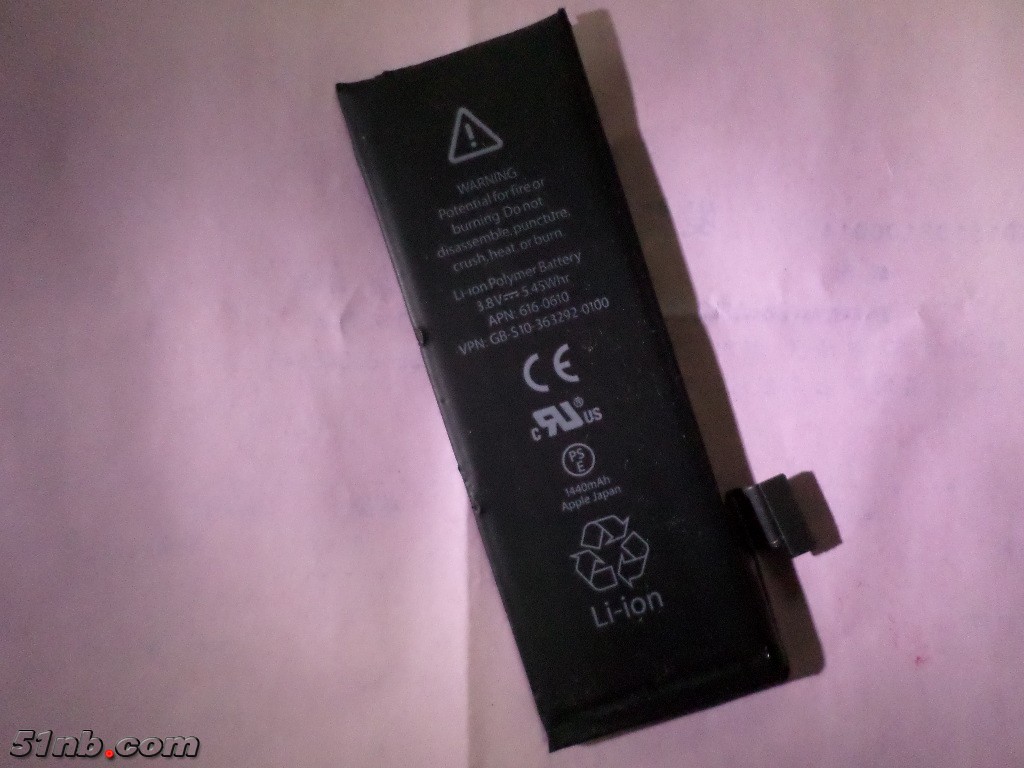 WARNING
Potential for fire or
burning. Do not
disassemble, puncture,
crush, heat, or burn.
Li-ion Polymer Battery
3.8V⎓ 5.45Whr
APN: 616-0610
VPN: GB-S10-363292-0100
CE
c RU® US
PS
E
1440mAh
Apple Japan
Li-ion
51nb.com